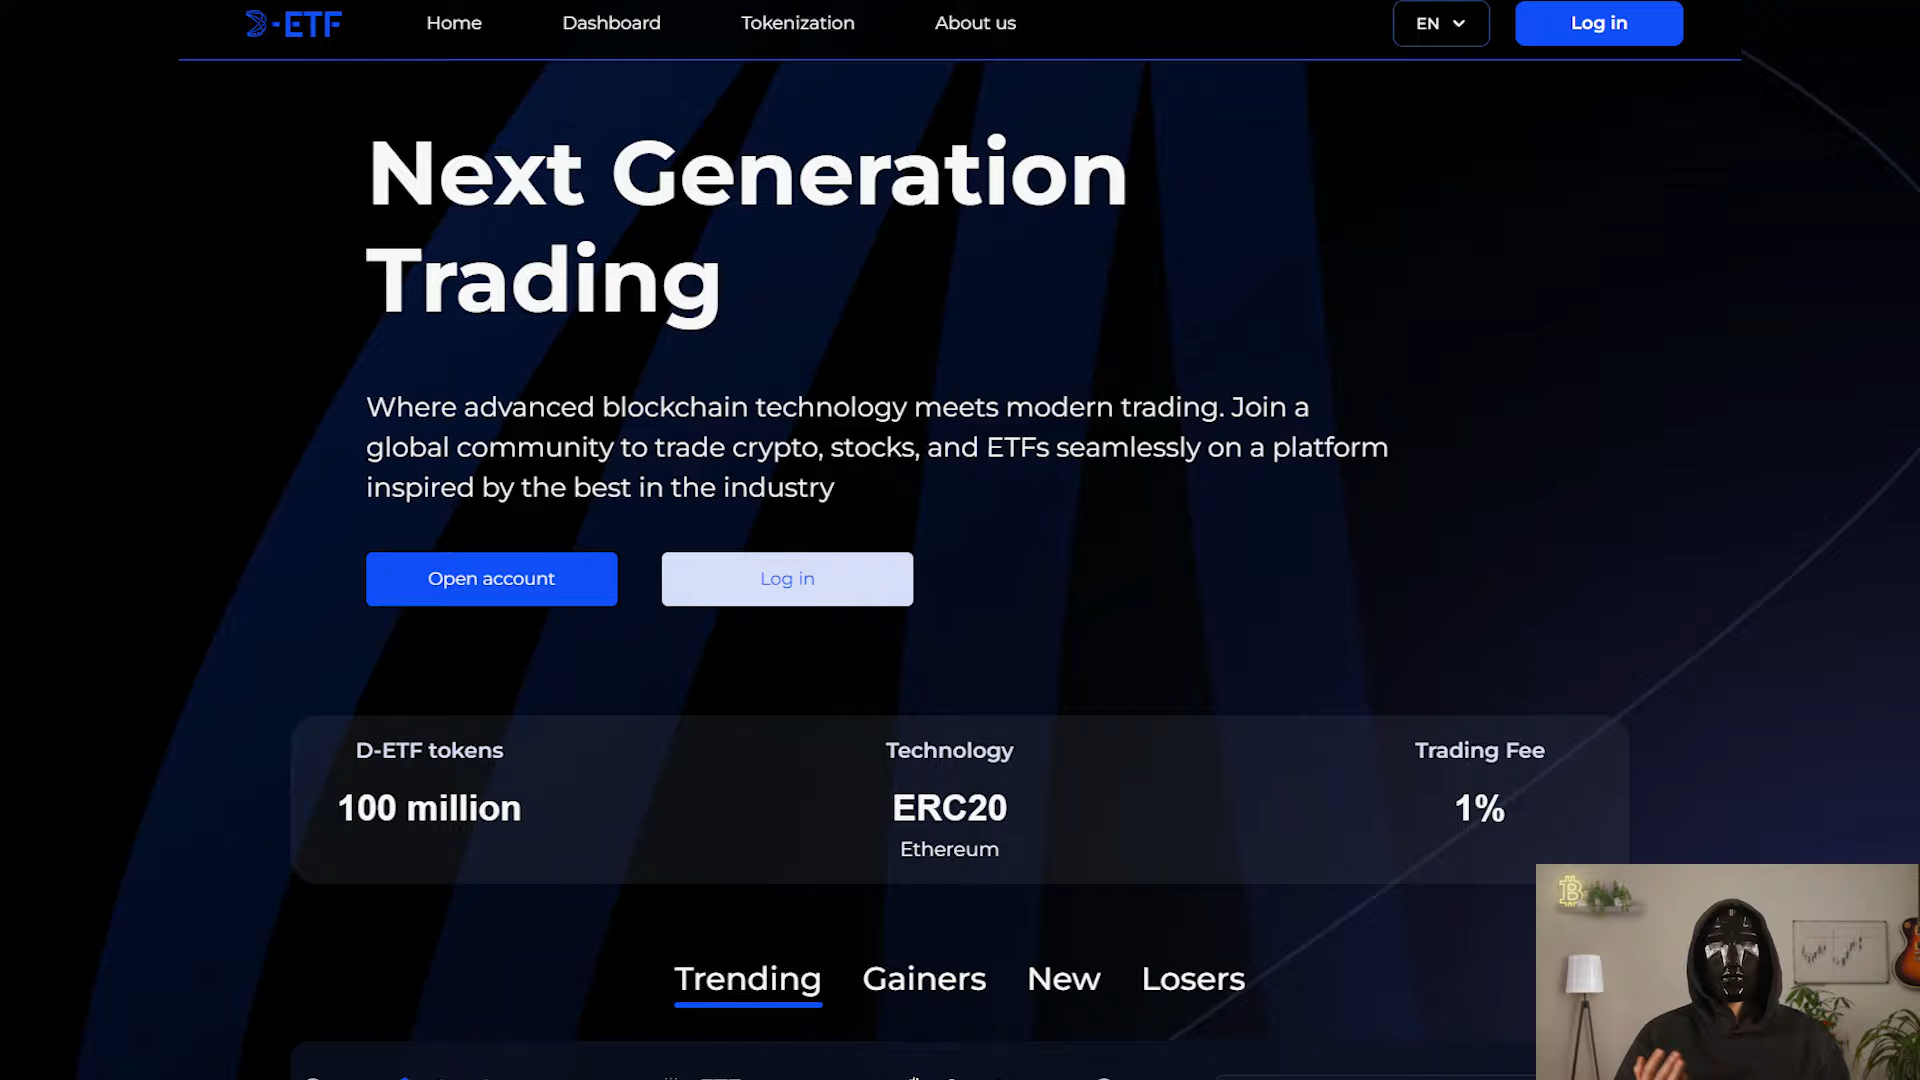 D-ETF
Home
Dashboard
Tokenization
About us
EN
Log in
Next Generation
Trading
Where advanced blockchain technology meets modern trading. Join a
global community to trade crypto, stocks, and ETFs seamlessly on a platform
inspired by the best in the industry
Open account
Log in
D-ETF tokens
100 million
Technology
ERC20
Ethereum
Trading Fee
1%
Trending
Gainers
New
Losers